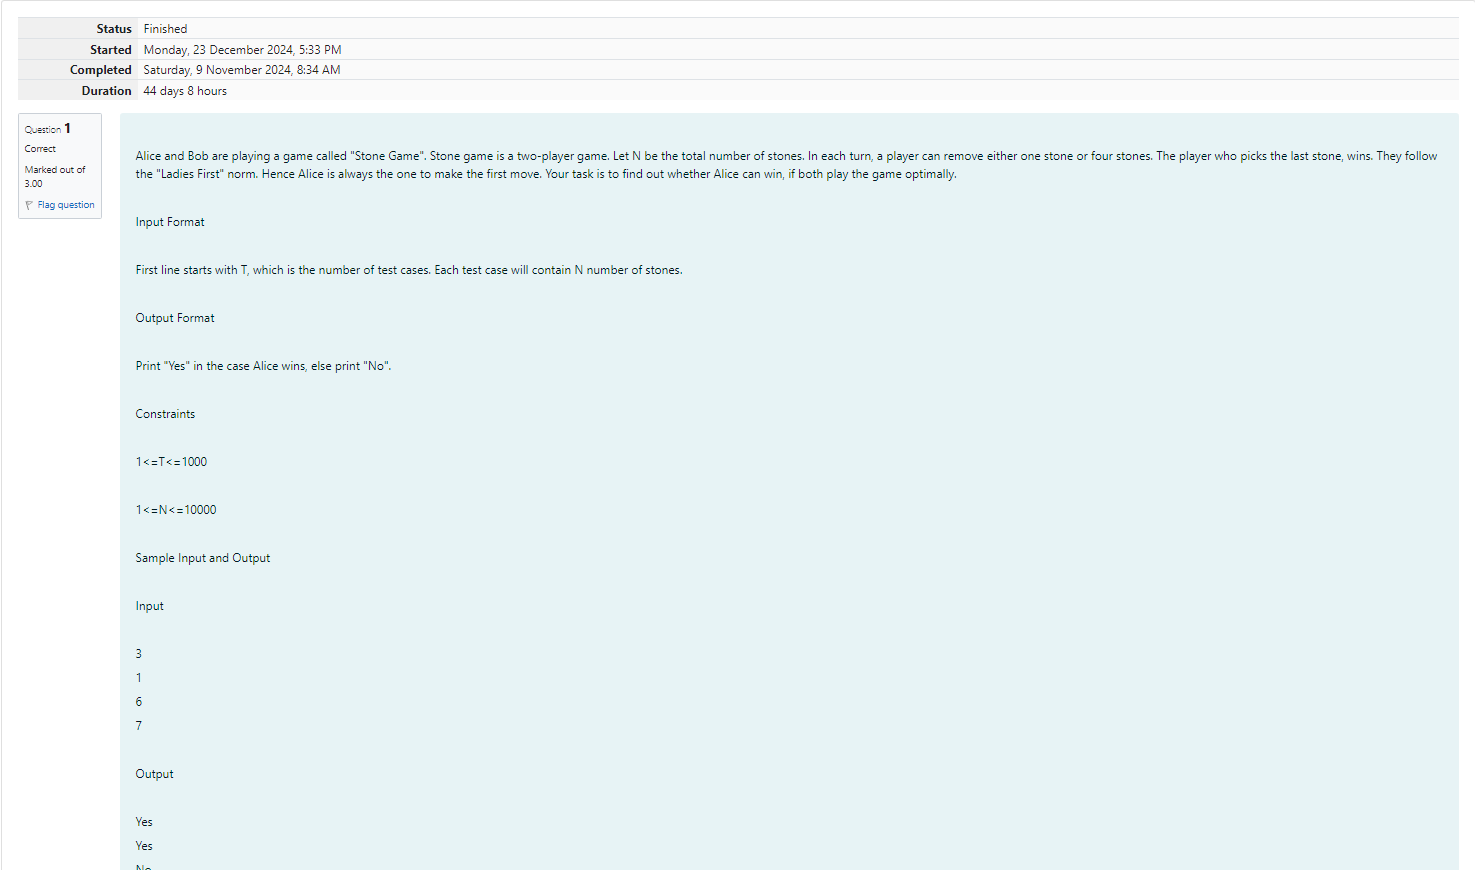 Status Finished
Started Monday, 23 December 2024, 5:33 PM
Completed Saturday, 9 November 2024, 8:34 AM
Duration 44 days 8 hours
Question 1
Correct
Marked out of
3.00
Flag question
Alice and Bob are playing a game called "Stone Game". Stone game is a two-player game. Let N be the total number of stones. In each turn, a player can remove either one stone or four stones. The player who picks the last stone, wins. They follow
the "Ladies First" norm. Hence Alice is always the one to make the first move. Your task is to find out whether Alice can win, if both play the game optimally.
Input Format
First line starts with T, which is the number of test cases. Each test case will contain N number of stones.
Output Format
Print "Yes" in the case Alice wins, else print "No".
Constraints
1<=T<=1000
1<=N<=10000
Sample Input and Output
Input
3
1
6
7
Output
Yes
Yes
No